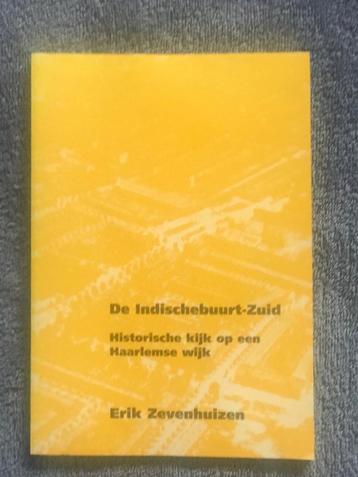 De Indischebuurt-Zuid
Historische kijk op een
Haarlemse wijk
Erik Zevenhuizen